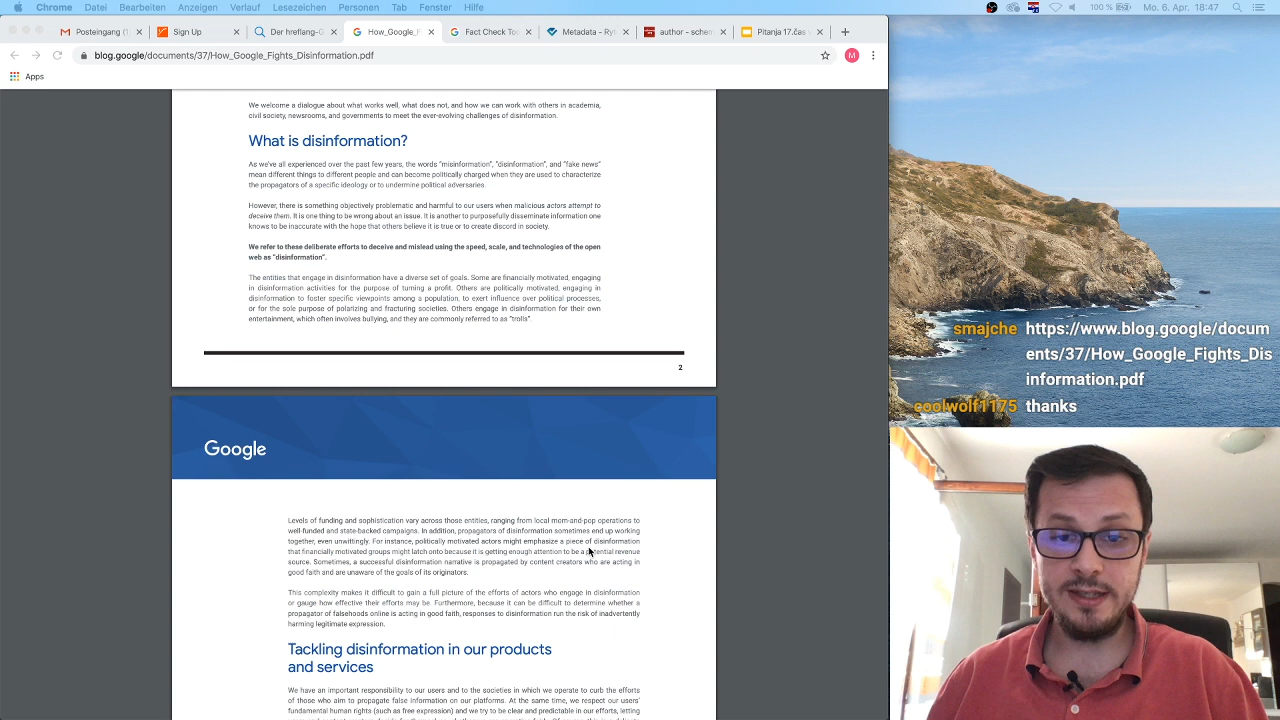 Chrome Datei Bearbeiten Anzeigen Verlauf Lesezeichen Personen Tab Fenster Hilfe 100 % Mo. 6. Apr. 18:47
Posteingang (1 Sign Up Der hreflang-G How_Google_F Fact Check Too Metadata – Ryt author - schem Pitanja 17.čas
blog.google/documents/37/How_Google_Fights_Disinformation.pdf M
Apps
We welcome a dialogue about what works well, what does not, and how we can work with others in academia,
civil society, newsrooms, and governments to meet the ever-evolving challenges of disinformation.
What is disinformation?
As we've all experienced over the past few years, the words "misinformation", "disinformation", and "fake news"
mean different things to different people and can become politically charged when they are used to characterize
the propagators of a specific ideology or to undermine political adversaries.
However, there is something objectively problematic and harmful to our users when malicious actors attempt to
deceive them. It is one thing to be wrong about an issue. It is another to purposefully disseminate information one
knows to be inaccurate with the hope that others believe it is true or to create discord in society.
We refer to these deliberate efforts to deceive and mislead using the speed, scale, and technologies of the open
web as "disinformation".
The entities that engage in disinformation have a diverse set of goals. Some are financially motivated, engaging
in disinformation activities for the purpose of turning a profit. Others are politically motivated, engaging in
disinformation to foster specific viewpoints among a population, to exert influence over political processes,
or for the sole purpose of polarizing and fracturing societies. Others engage in disinformation for their own
entertainment, which often involves bullying, and they are commonly referred to as "trolls".
2
Google
Levels of funding and sophistication vary across those entities, ranging from local mom-and-pop operations to
well-funded and state-backed campaigns. In addition, propagators of disinformation sometimes end up working
together, even unwittingly. For instance, politically motivated actors might emphasize a piece of disinformation
that financially motivated groups might latch onto because it is getting enough attention to be a potential revenue
source. Sometimes, a successful disinformation narrative is propagated by content creators who are acting in
good faith and are unaware of the goals of its originators.
This complexity makes it difficult to gain a full picture of the efforts of actors who engage in disinformation
or gauge how effective their efforts may be. Furthermore, because it can be difficult to determine whether a
propagator of falsehoods online is acting in good faith, responses to disinformation run the risk of inadvertently
harming legitimate expression.
Tackling disinformation in our products
and services
We have an important responsibility to our users and to the societies in which we operate to curb the efforts
of those who aim to propagate false information on our platforms. At the same time, we respect our users'
fundamental human rights (such as free expression) and we try to be clear and predictable in our efforts, letting
smajche https://www.blog.google/docum
ents/37/How_Google_Fights_Dis
information.pdf
coolwolf1175 thanks